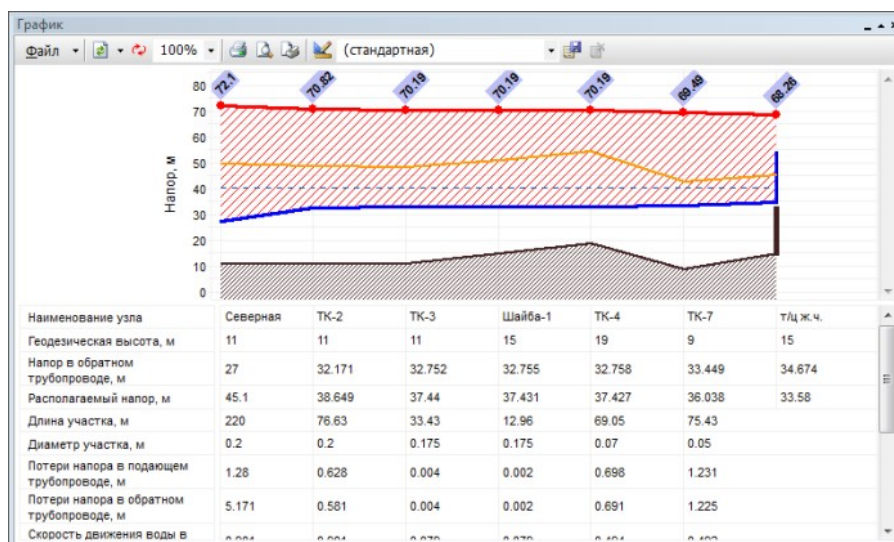 График
Файл 100% (стандартная)
72.1 70.82 70.19 70.19 70.19 69.49 68.26
Напор, м
80
70
60
50
40
30
20
10
0
Наименование узла Северная ТК-2 ТК-3 Шайба-1 ТК-4 ТК-7 т/ц ж.ч.
Геодезическая высота, м 11 11 11 15 19 9 15
Напор в обратном
трубопроводе, м 27 32.171 32.752 32.755 32.758 33.449 34.674
Располагаемый напор, м 45.1 38.649 37.44 37.431 37.427 36.038 33.58
Длина участка, м 220 76.63 33.43 12.96 69.05 75.43
Диаметр участка, м 0.2 0.2 0.175 0.175 0.07 0.05
Потери напора в подающем
трубопроводе, м 1.28 0.628 0.004 0.002 0.698 1.231
Потери напора в обратном
трубопроводе, м 5.171 0.581 0.004 0.002 0.691 1.225
Скорость движения воды в